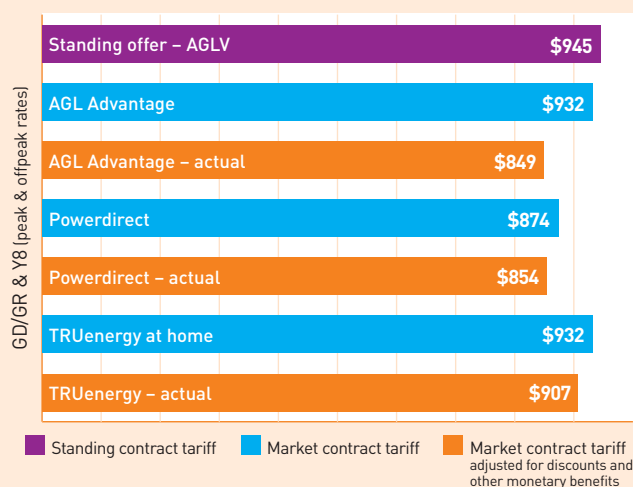 GD/GR & Y8 (peak & offpeak rates)
Standing offer – AGLV $945
AGL Advantage $932
AGL Advantage – actual $849
Powerdirect $874
Powerdirect – actual $854
TRUenergy at home $932
TRUenergy – actual $907
Standing contract tariff
Market contract tariff
Market contract tariff
adjusted for discounts and
other monetary benefits